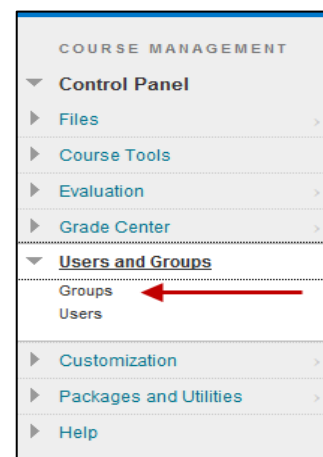 COURSE MANAGEMENT
Control Panel
Files
Course Tools
Evaluation
Grade Center
Users and Groups
Groups
Users
Customization
Packages and Utilities
Help